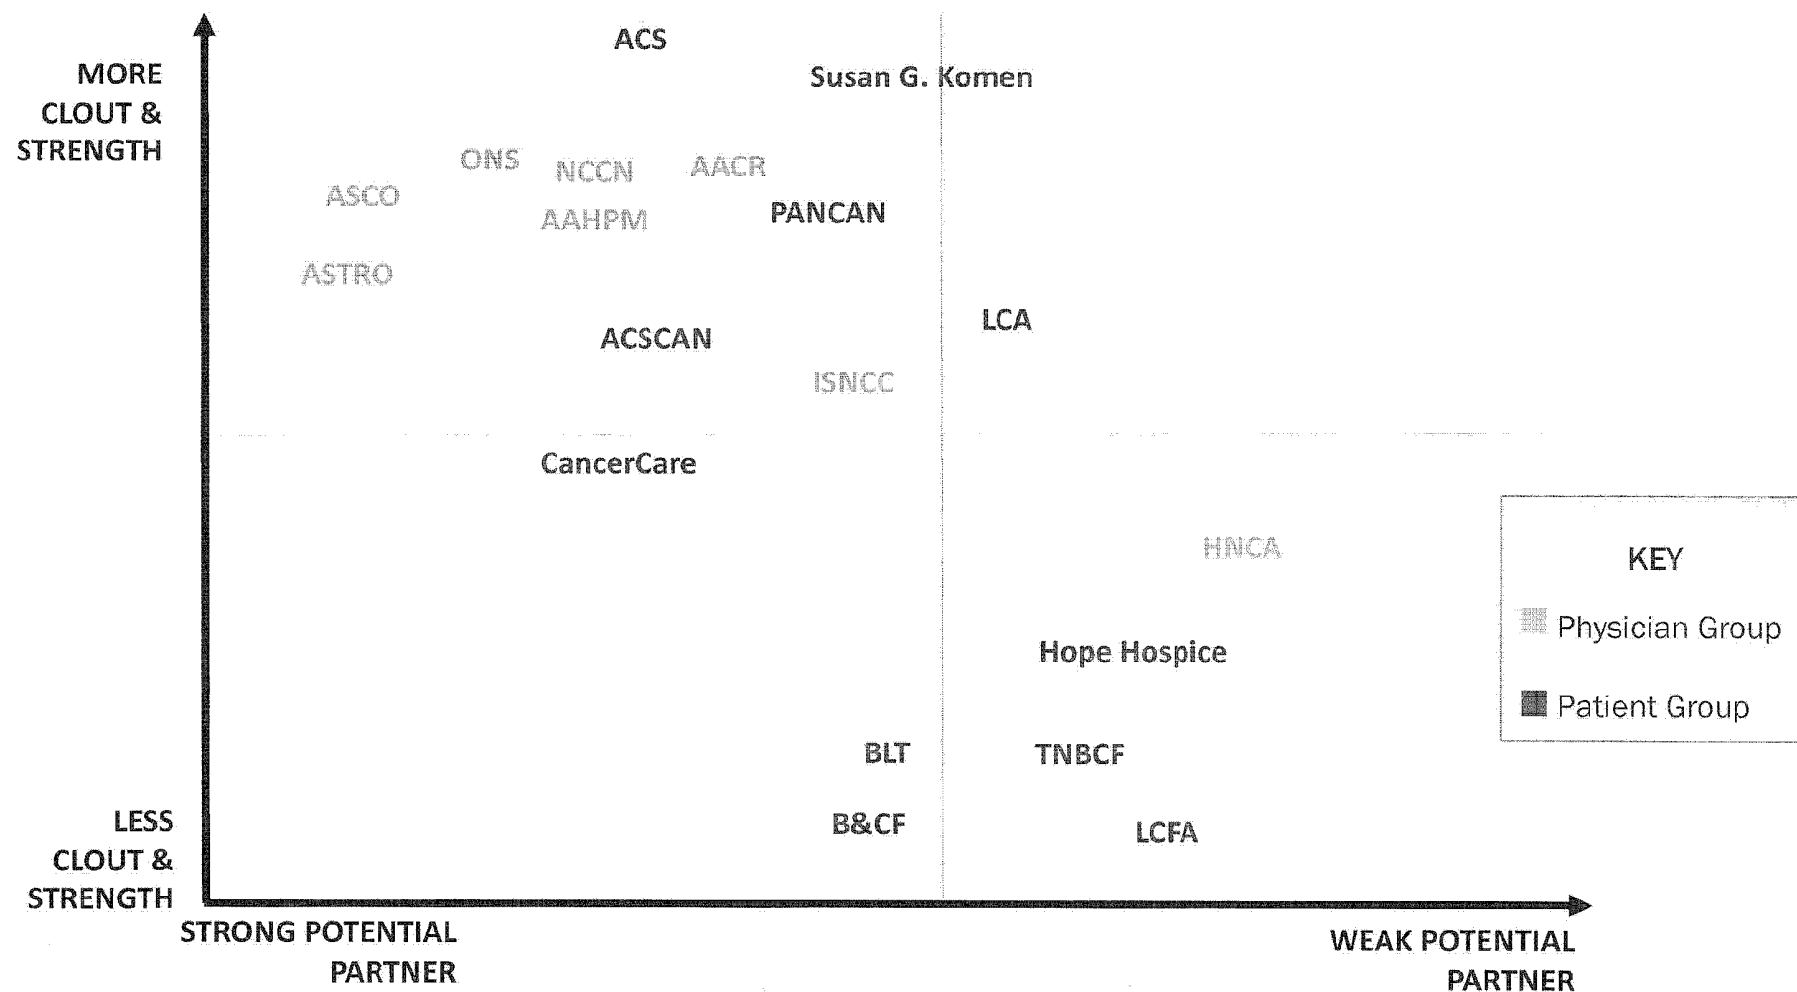 ACS
MORE
CLOUT &
STRENGTH
Susan G. Komen
ONS
NCCN
AACR
ASCO
AAHPM
PANCAN
ASTRO
LCA
ACSCAN
ISNCC
CancerCare
HNCA
KEY
Physician Group
Patient Group
Hope Hospice
BLT
TNBCF
B&CF
LCFA
LESS
CLOUT &
STRENGTH
STRONG POTENTIAL
PARTNER
WEAK POTENTIAL
PARTNER